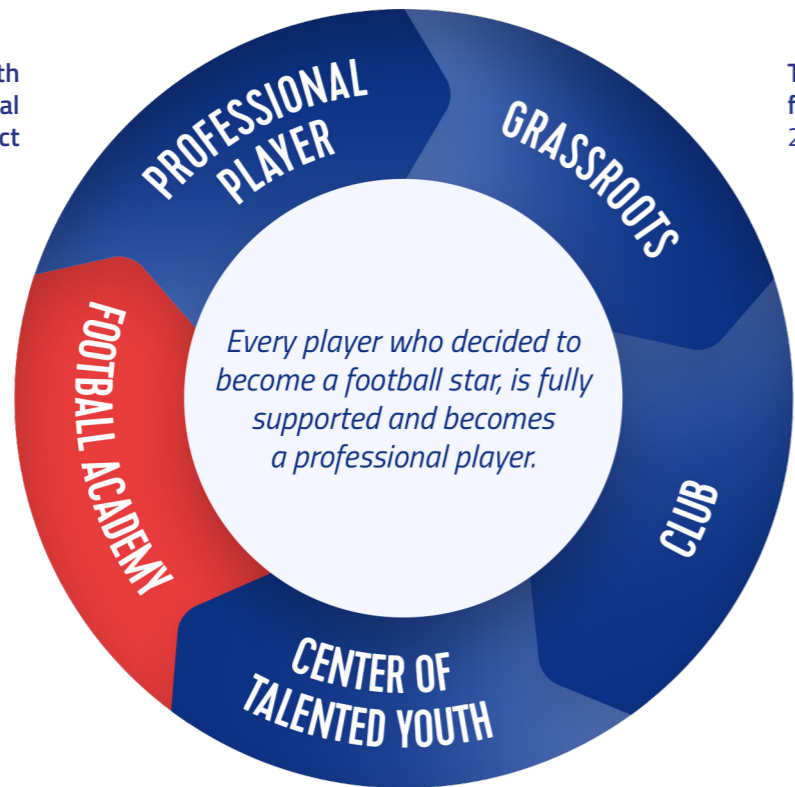 PROFESSIONAL
PLAYER
GRASSROOTS
CLUB
CENTER OF
TALENTED YOUTH
FOOTBALL ACADEMY
Every player who decided to
become a football star, is fully
supported and becomes
a professional player.